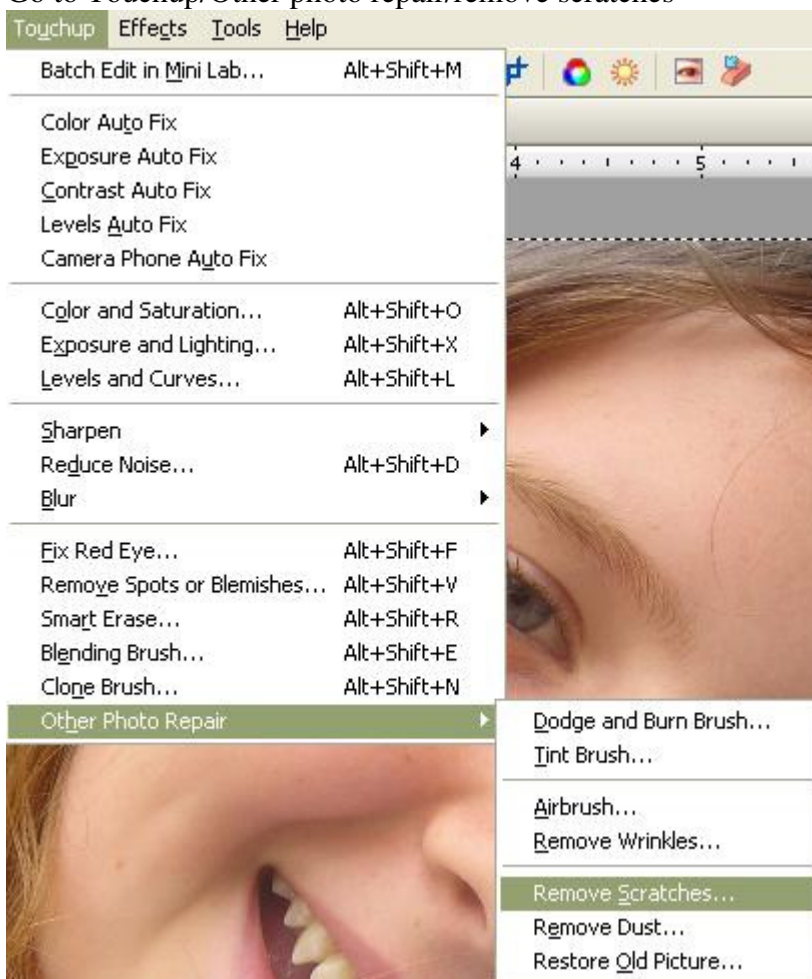 Go to Touchup/Other photo repair/remove scratches
Touchup Effects Tools Help
Batch Edit in Mini Lab... Alt+Shift+M
Color Auto Fix
Exposure Auto Fix
Contrast Auto Fix
Levels Auto Fix
Camera Phone Auto Fix
4 5
Color and Saturation... Alt+Shift+O
Exposure and Lighting... Alt+Shift+X
Levels and Curves... Alt+Shift+L
Sharpen
Reduce Noise... Alt+Shift+D
Blur
Fix Red Eye... Alt+Shift+F
Remove Spots or Blemishes... Alt+Shift+V
Smart Erase... Alt+Shift+R
Blending Brush... Alt+Shift+E
Clone Brush... Alt+Shift+N
Other Photo Repair
Dodge and Burn Brush...
Tint Brush...
Airbrush...
Remove Wrinkles...
Remove Scratches...
Remove Dust...
Restore Old Picture...